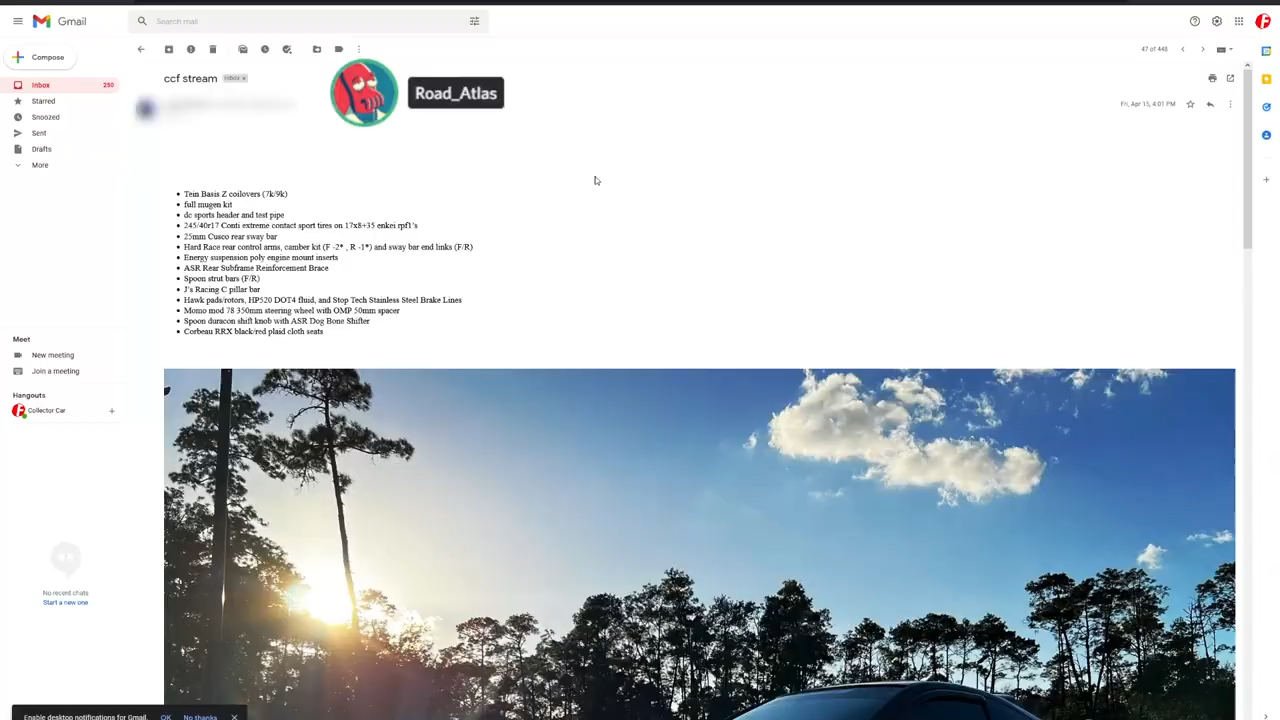 Gmail
Search mail
Compose
Inbox 250
Starred
Snoozed
Sent
Drafts
More
47 of 448
ccf stream
Inbox x
Road_Atlas
Fri, Apr 15, 4:01 PM
Tein Basis Z coilovers (7k/9k)
full mugen kit
dc sports header and test pipe
245/40r17 Conti extreme contact sport tires on 17x8+35 enkei rpf1's
25mm Cusco rear sway bar
Hard Race rear control arms, camber kit (F -2* , R -1*) and sway bar end links (F/R)
Energy suspension poly engine mount inserts
ASR Rear Subframe Reinforcement Brace
Spoon strut bars (F/R)
J's Racing C pillar bar
Hawk pads/rotors, HP520 DOT4 fluid, and Stop Tech Stainless Steel Brake Lines
Momo mod 78 350mm steering wheel with OMP 50mm spacer
Spoon duracon shift knob with ASR Dog Bone Shifter
Corbeau RRX black/red plaid cloth seats
Meet
New meeting
Join a meeting
Hangouts
Collector Car
No recent chats
Start a new one
Enable desktop notifications for Gmail. OK No thanks